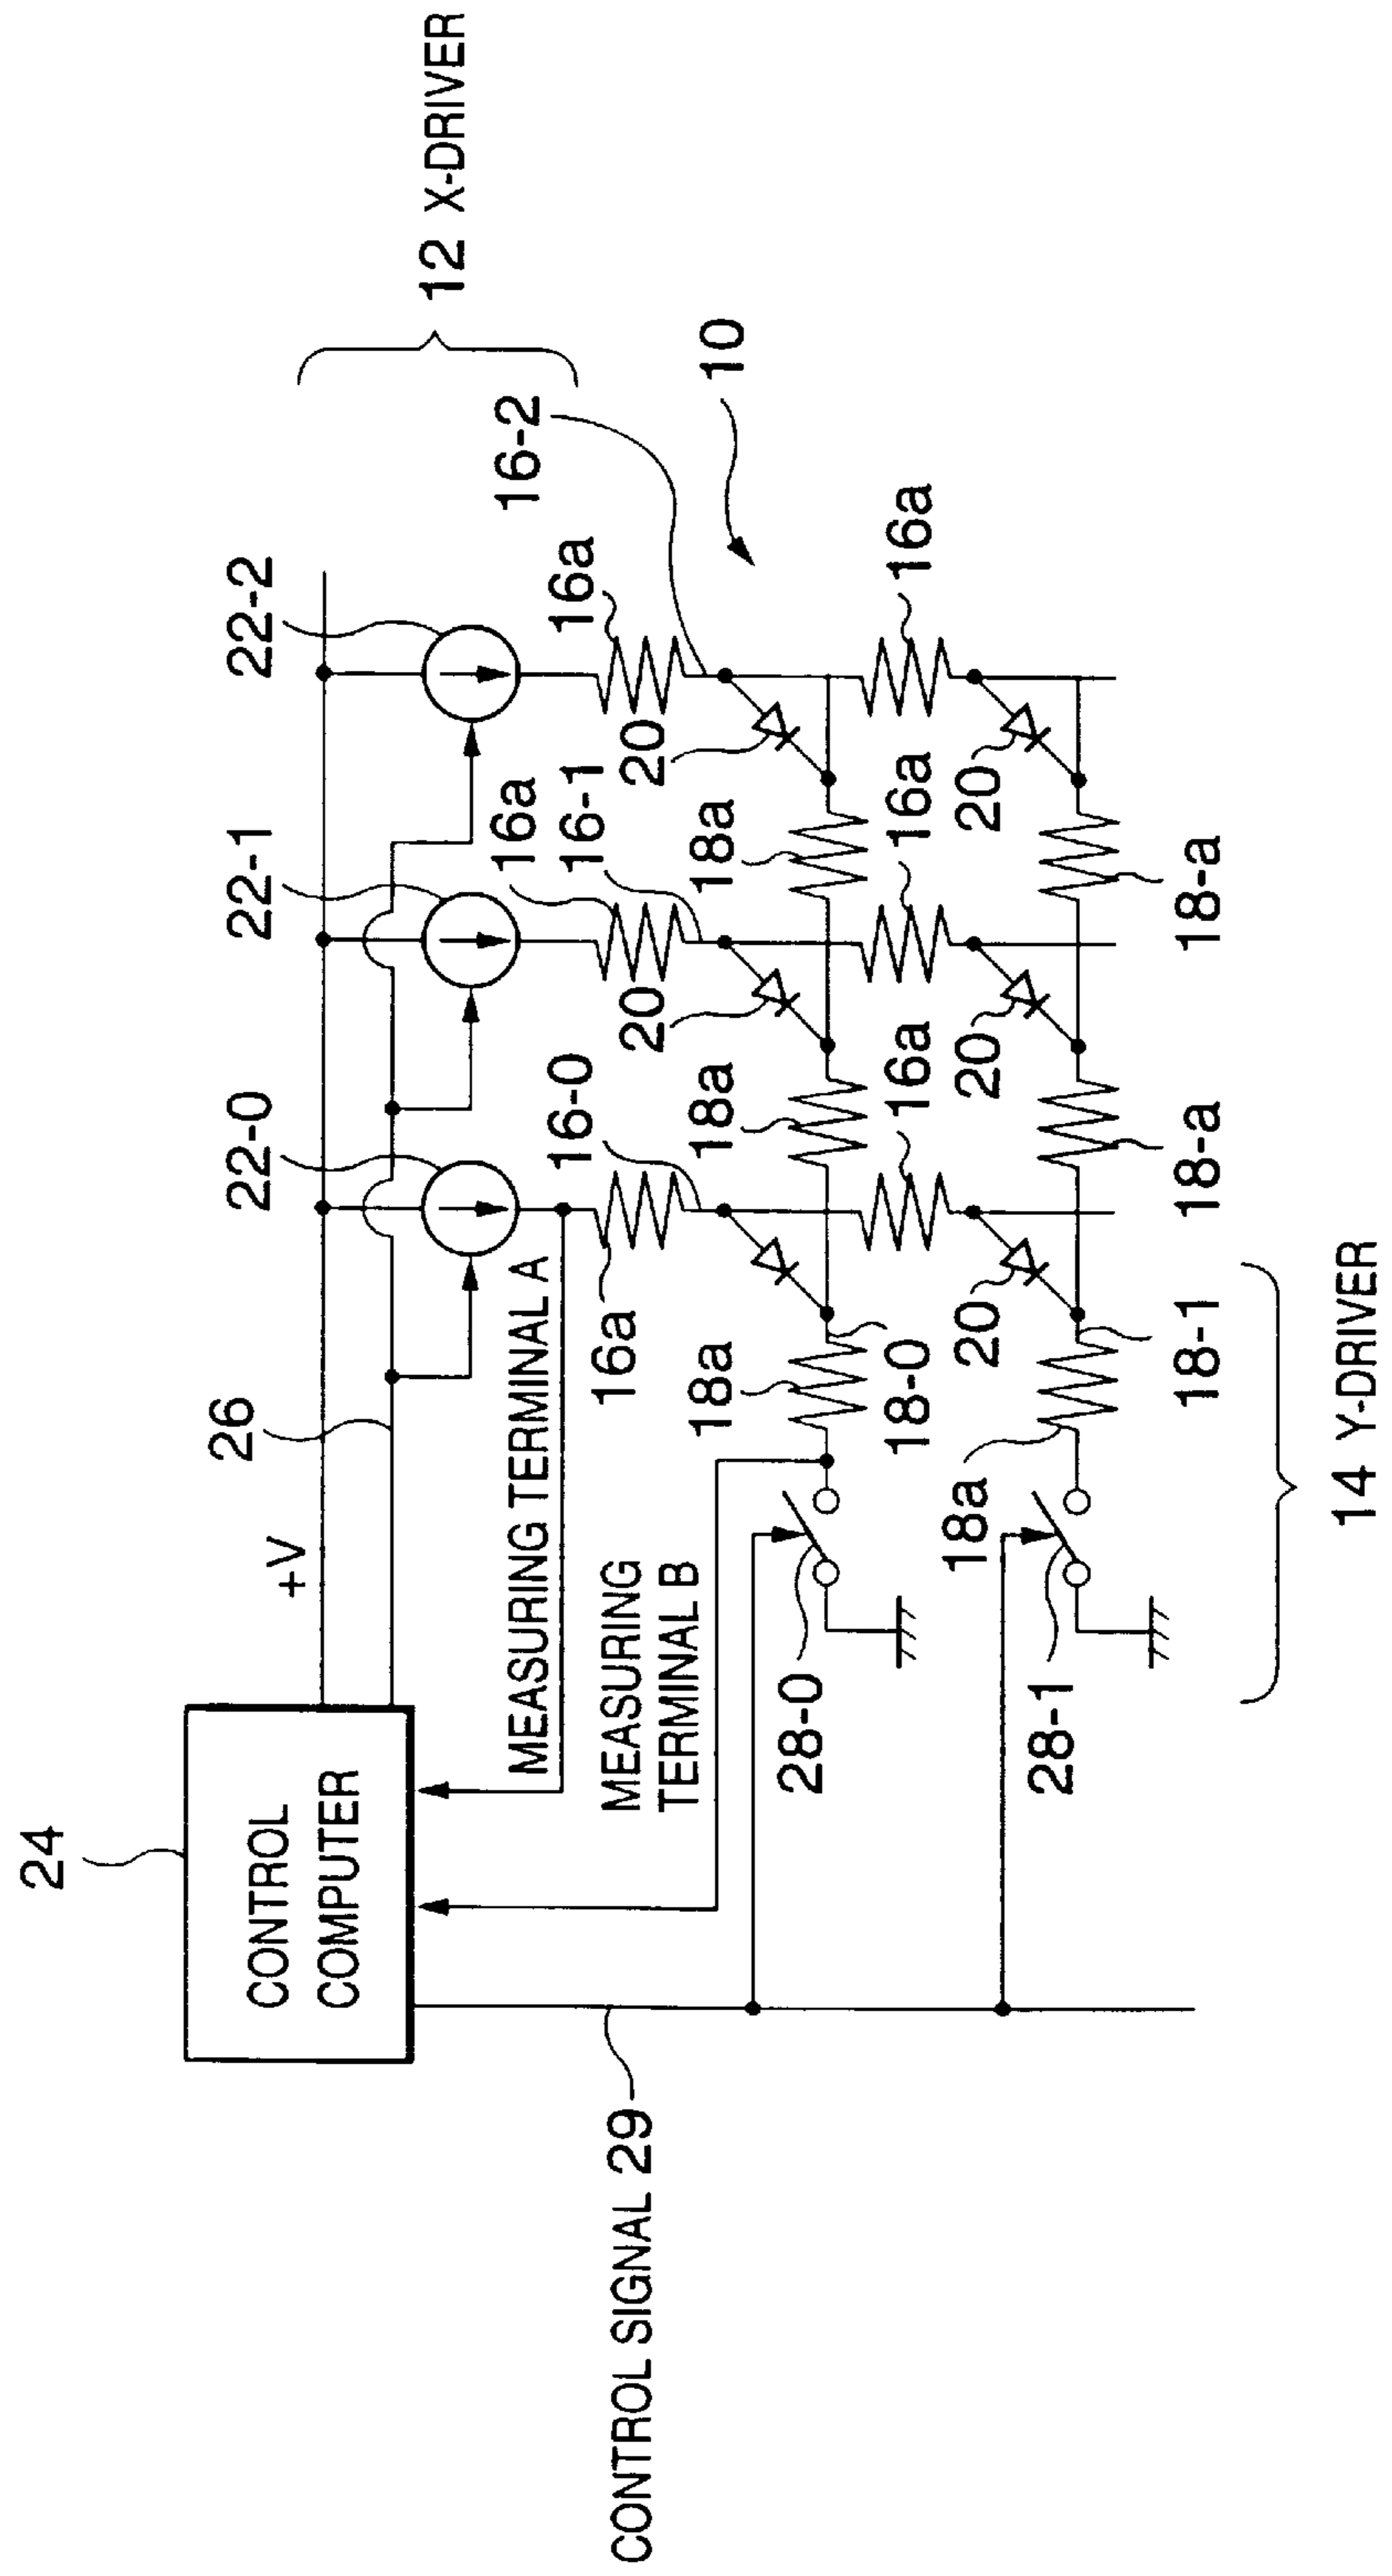 24
CONTROL
COMPUTER
+V
26
22-0
22-1
22-2
12 X-DRIVER
MEASURING TERMINAL A
16a
16-0
16a
16-1
16a
16-2
10
MEASURING
TERMINAL B
20
20
18a
18a
18a
16a
16a
16a
28-0
18-0
20
20
20
18a
28-1
18-1
18-a
18-a
CONTROL SIGNAL 29
14 Y-DRIVER